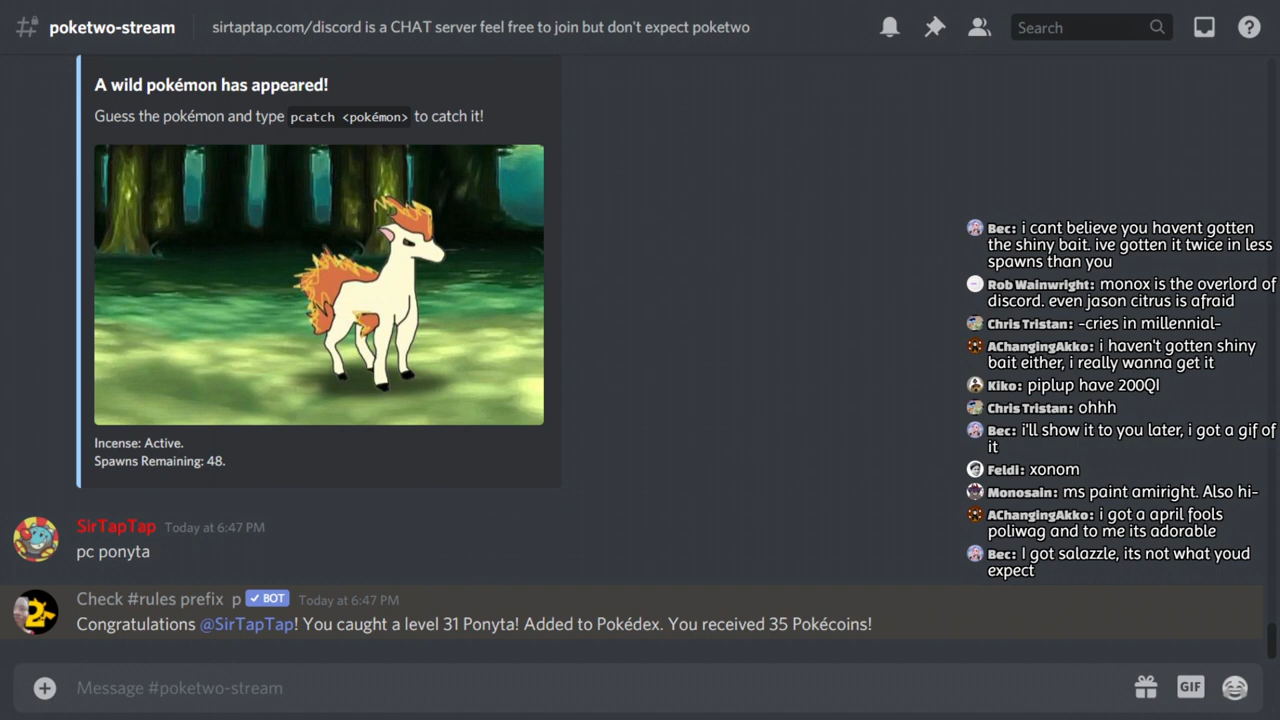 poketwo-stream
sirtaptap.com/discord is a CHAT server feel free to join but don't expect poketwo
Search
A wild pokémon has appeared!
Guess the pokémon and type pcatch <pokémon> to catch it!
Incense: Active.
Spawns Remaining: 48.
SirTapTap Today at 6:47 PM
pc ponyta
Check #rules prefix p ✓ BOT Today at 6:47 PM
Congratulations @SirTapTap! You caught a level 31 Ponyta! Added to Pokédex. You received 35 Pokécoins!
Message #poketwo-stream
GIF
Bec: i cant believe you havent gotten
the shiny bait. ive gotten it twice in less
spawns than you
Rob Wainwright: monox is the overlord of
discord. even jason citrus is afraid
Chris Tristan: -cries in millennial-
AChangingAkko: i haven't gotten shiny
bait either, i really wanna get it
Kiko: piplup have 200QI
Chris Tristan: ohhh
Bec: i'll show it to you later, i got a gif of
it
Feldi: xonom
Monosain: ms paint amiright. Also hi-
AChangingAkko: i got a april fools
poliwag and to me its adorable
Bec: I got salazzle, its not what youd
expect